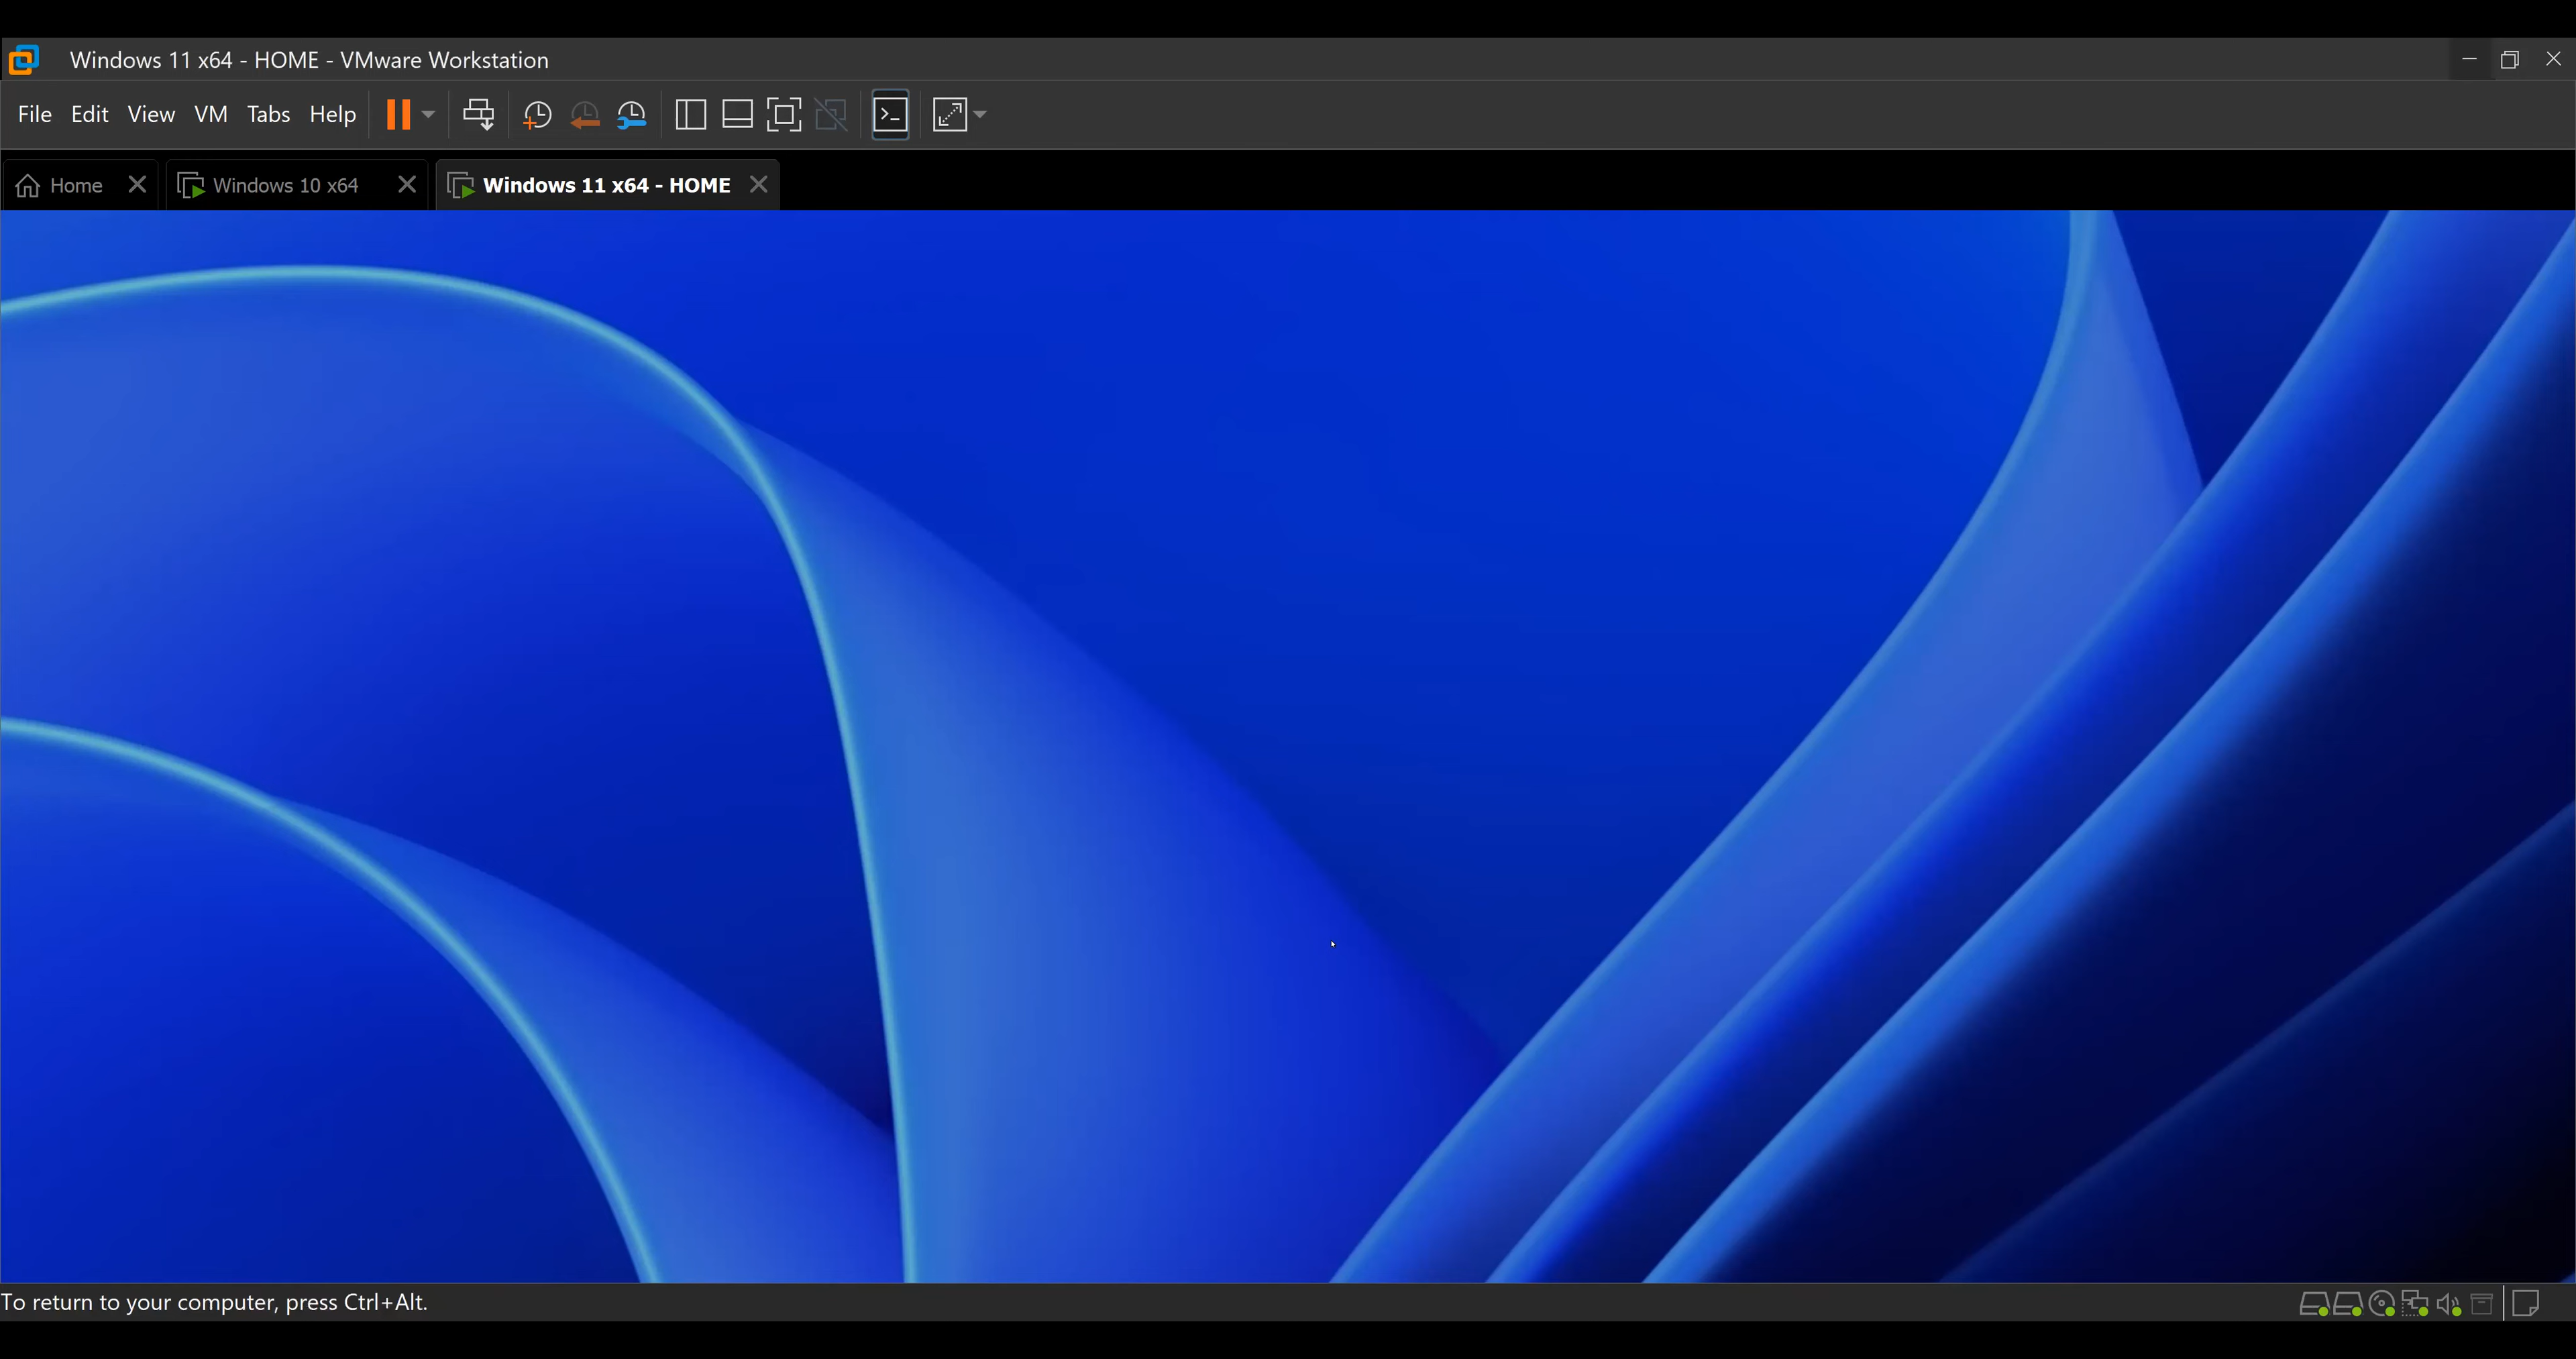 Windows 11 x64 - HOME - VMware Workstation
File Edit View VM Tabs Help
Home Windows 10 x64 Windows 11 x64 - HOME
To return to your computer, press Ctrl+Alt.